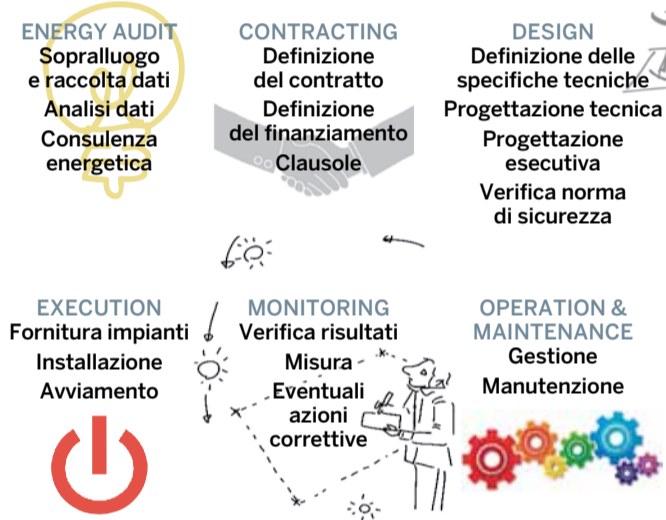 ENERGY AUDIT
Sopralluogo
e raccolta dati
Analisi dati
Consulenza
energetica
CONTRACTING
Definizione
del contratto
Definizione
del finanziamento
Clausole
DESIGN
Definizione delle
specifiche tecniche
Progettazione tecnica
Progettazione
esecutiva
Verifica norma
di sicurezza
EXECUTION
Fornitura impianti
Installazione
Avviamento
MONITORING
Verifica risultati
Misura
Eventuali
azioni
correttive
OPERATION &
MAINTENANCE
Gestione
Manutenzione